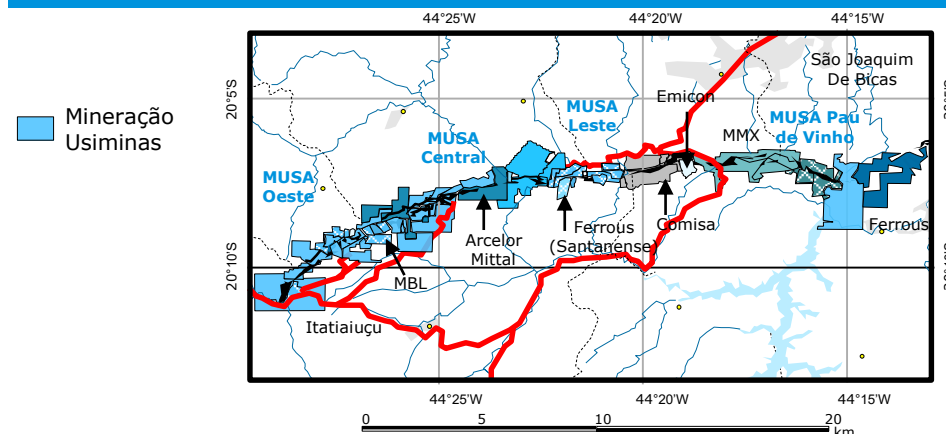 44°25'W
44°20'W
44°15'W
São Joaquim
De Bicas
20°5'S
Emicon
Mineração
Usiminas
MUSA
Leste
MUSA Paú
de Vinho
MUSA
Central
MMX
MUSA
Oeste
Ferrous
(Santanense)
Comisa
Ferrous
Arcelor
Mittal
20°10'S
MBL
Itatiaiuçu
44°25'W
44°20'W
44°15'W
0
5
10
20
km